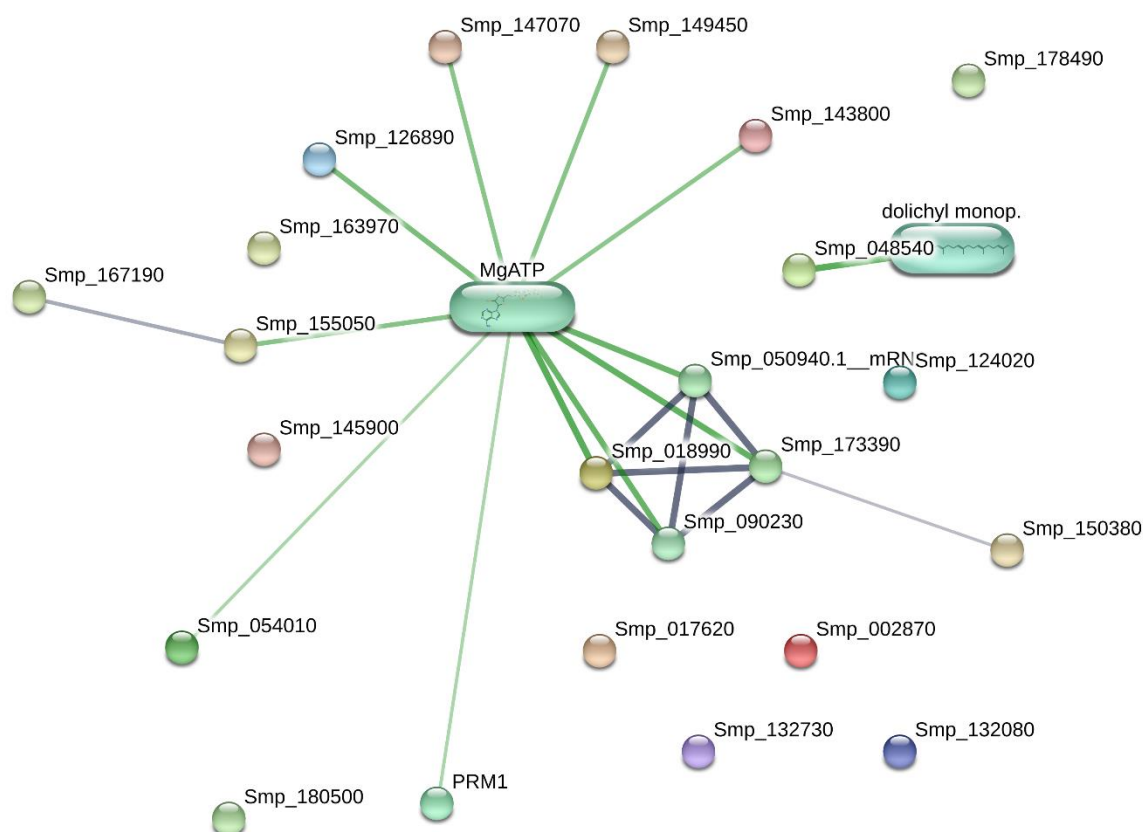 Smp_147070
Smp_149450
Smp_178490
Smp_143800
Smp_126890
dolichyl monop.
Smp_163970
Smp_048540
MgATP
Smp_167190
Smp_155050
Smp_050940.1__mRN
Smp_124020
Smp_145900
Smp_018990
Smp_173390
Smp_090230
Smp_150380
Smp_054010
Smp_017620
Smp_002870
Smp_132730
Smp_132080
PRM1
Smp_180500